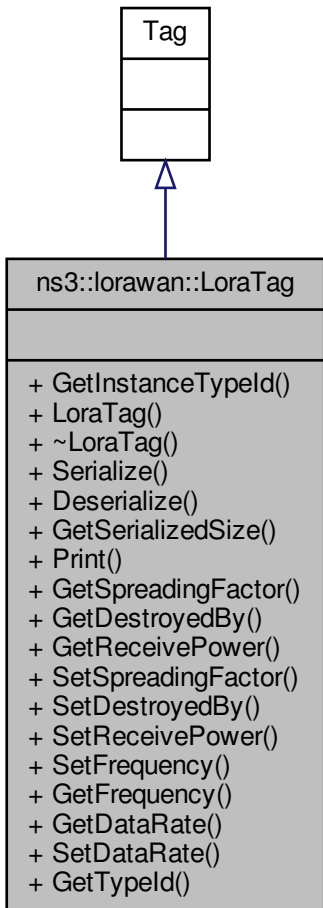 Tag
ns3::lorawan::LoraTag
+ GetInstanceTypeId()
+ LoraTag()
+ ~LoraTag()
+ Serialize()
+ Deserialize()
+ GetSerializedSize()
+ Print()
+ GetSpreadingFactor()
+ GetDestroyedBy()
+ GetReceivePower()
+ SetSpreadingFactor()
+ SetDestroyedBy()
+ SetReceivePower()
+ SetFrequency()
+ GetFrequency()
+ GetDataRate()
+ SetDataRate()
+ GetTypeId()